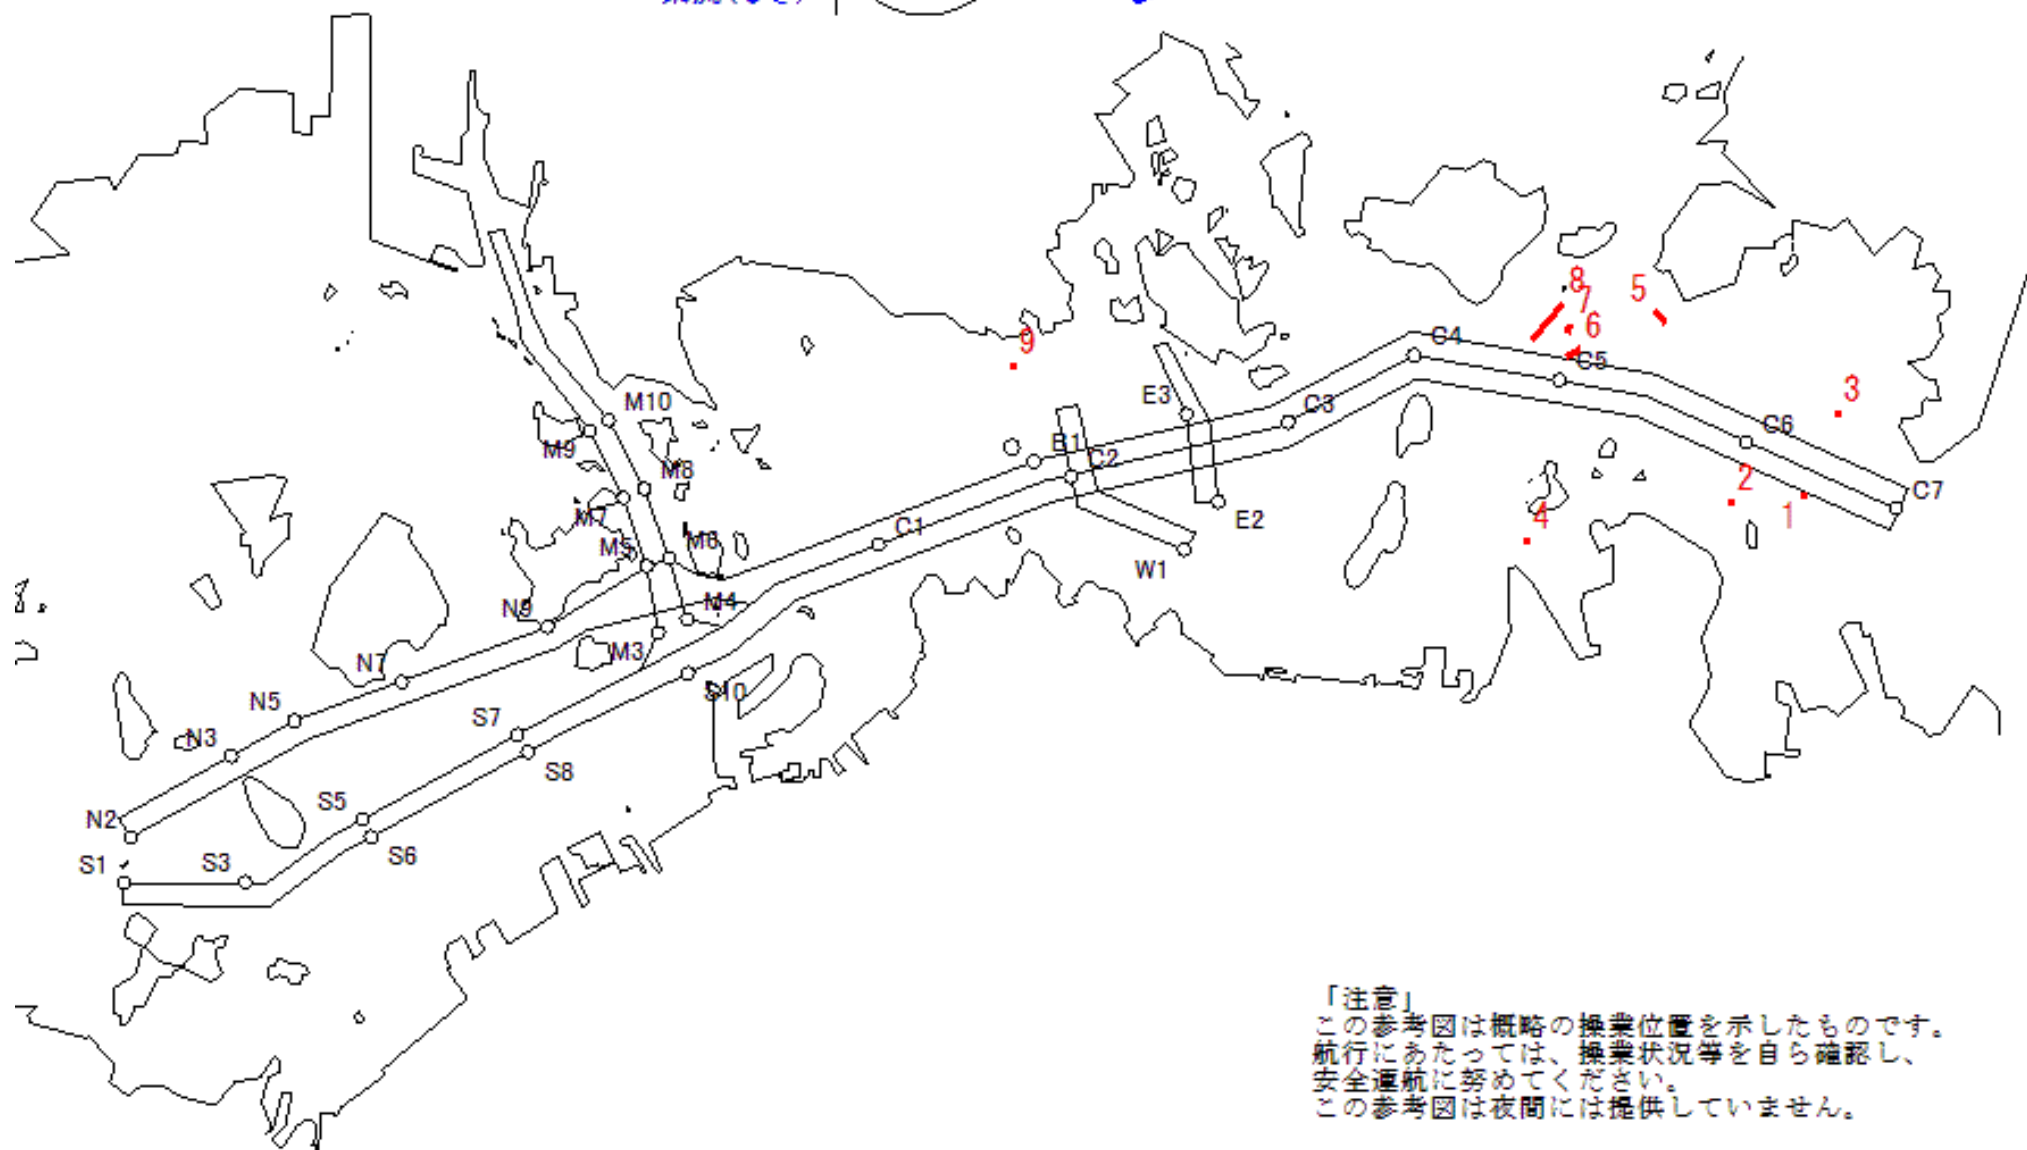 8
5
7
6
C4
C5
9
M10
E3
C3
3
M9
B1
C6
M8
C2
2
C7
M7
E2
1
C1
4
M5
M6
W1
N9
M4
M3
N7
S10
N5
S7
N3
S8
S5
N2
S6
S1
S3
「注意」
この参考図は概略の操業位置を示したものです。
航行にあたっては、操業状況等を自ら確認し、
安全運航に努めてください。
この参考図は夜間には提供していません。